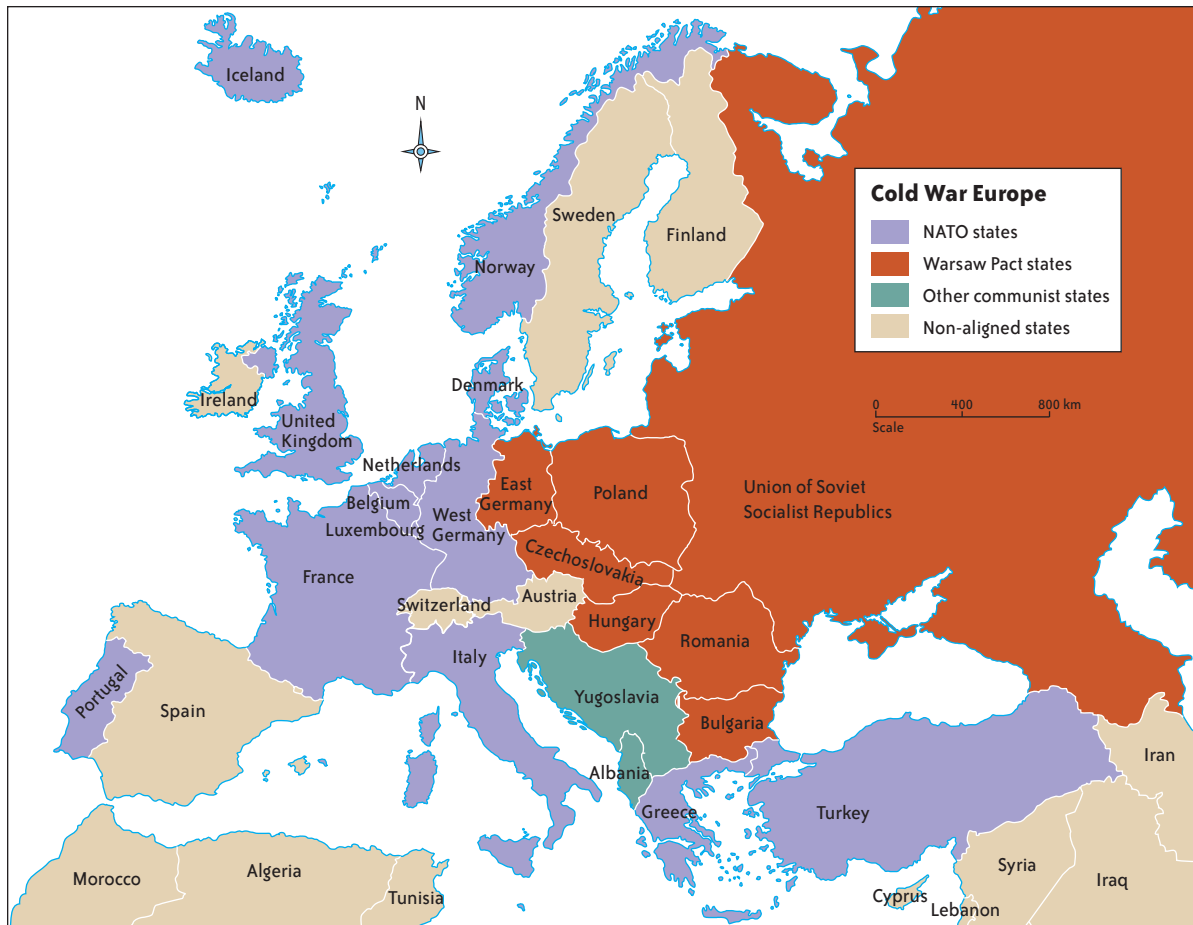 Iceland
N
Cold War Europe
NATO states
Warsaw Pact states
Other communist states
Non-aligned states
Sweden
Finland
Norway
Denmark
Ireland
United
Kingdom
0 400 800 km
Scale
Netherlands
Belgium
Luxembourg
West
Germany
East
Germany
Poland
Union of Soviet
Socialist Republics
Czechoslovakia
France
Switzerland
Austria
Hungary
Romania
Italy
Portugal
Spain
Yugoslavia
Bulgaria
Albania
Greece
Turkey
Iran
Morocco
Algeria
Tunisia
Cyprus
Lebanon
Syria
Iraq